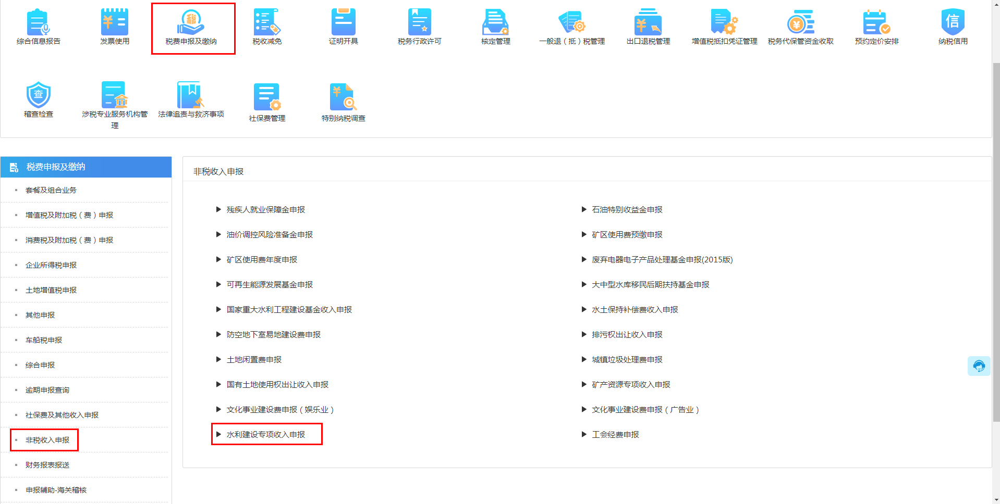 综合信息报告
发票使用
税
税费申报及缴纳
税收减免
证明开具
税务行政许可
核定管理
一般退（抵）税管理
出口退税管理
增值税抵扣凭证管理
税务代保管资金收取
预约定价安排
信
纳税信用
查
稽查检查
涉税专业服务机构管
理
法律追责与救济事项
社保费管理
特别纳税调查
税费申报及缴纳
套餐及组合业务
增值税及附加税（费）申报
消费税及附加税（费）申报
企业所得税申报
土地增值税申报
其他申报
车船税申报
综合申报
逾期申报查询
社保费及其他收入申报
非税收入申报
财务报表报送
申报辅助-海关稽核
非税收入申报
残疾人就业保障金申报
石油特别收益金申报
油价调控风险准备金申报
矿区使用费预缴申报
矿区使用费年度申报
废弃电器电子产品处理基金申报(2015版)
可再生能源发展基金申报
大中型水库移民后期扶持基金申报
国家重大水利工程建设基金收入申报
水土保持补偿费收入申报
防空地下室易地建设费申报
排污权出让收入申报
土地闲置费申报
城镇垃圾处理费申报
国有土地使用权出让收入申报
矿产资源专项收入申报
文化事业建设费申报（娱乐业）
文化事业建设费申报（广告业）
水利建设专项收入申报
工会经费申报